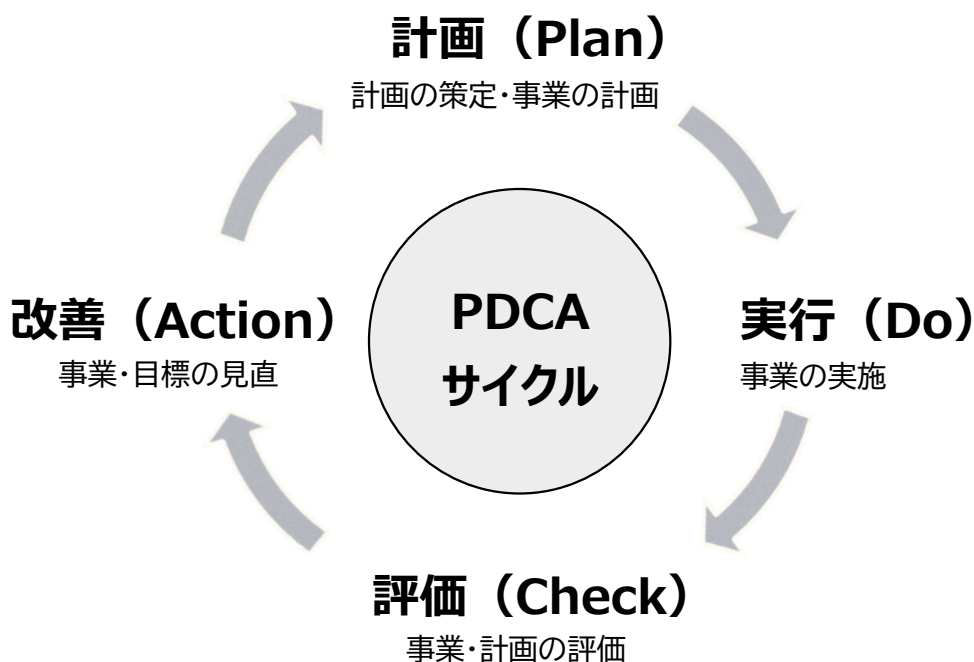 計画（Plan）
計画の策定・事業の計画
改善（Action）
事業・目標の見直
PDCA
サイクル
実行（Do）
事業の実施
評価（Check）
事業・計画の評価